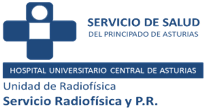 SERVICIO DE SALUD
DEL PRINCIPADO DE ASTURIAS
HOSPITAL UNIVERSITARIO CENTRAL DE ASTURIAS
Unidad de Radiofísica
Servicio Radiofísica y P.R.